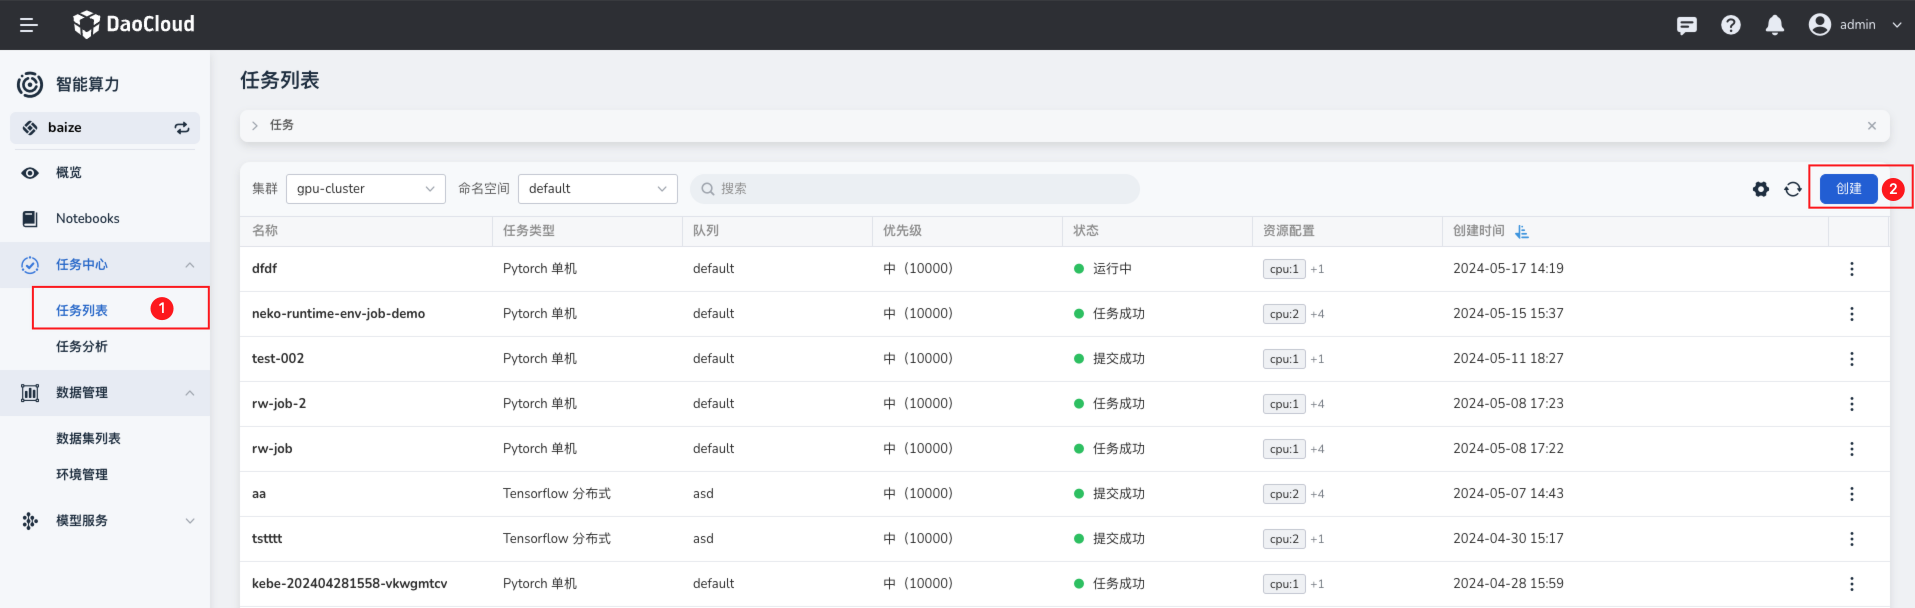 DaoCloud
admin
智能算力
baize
概览
Notebooks
任务中心
任务列表 1
任务分析
数据管理
数据集列表
环境管理
模型服务
任务列表
任务
集群 gpu-cluster 命名空间 default 搜索 创建 2
名称 任务类型 队列 优先级 状态 资源配置 创建时间
dfdf Pytorch 单机 default 中（10000） 运行中 cpu:1 +1 2024-05-17 14:19
neko-runtime-env-job-demo Pytorch 单机 default 中（10000） 任务成功 cpu:2 +4 2024-05-15 15:37
test-002 Pytorch 单机 default 中（10000） 提交成功 cpu:1 +1 2024-05-11 18:27
rw-job-2 Pytorch 单机 default 中（10000） 任务成功 cpu:1 +4 2024-05-08 17:23
rw-job Pytorch 单机 default 中（10000） 任务成功 cpu:1 +4 2024-05-08 17:22
aa Tensorflow 分布式 asd 中（10000） 提交成功 cpu:2 +4 2024-05-07 14:43
tstttt Tensorflow 分布式 asd 中（10000） 提交成功 cpu:2 +1 2024-04-30 15:17
kebe-202404281558-vkwgmtcv Pytorch 单机 default 中（10000） 任务成功 cpu:1 +1 2024-04-28 15:59